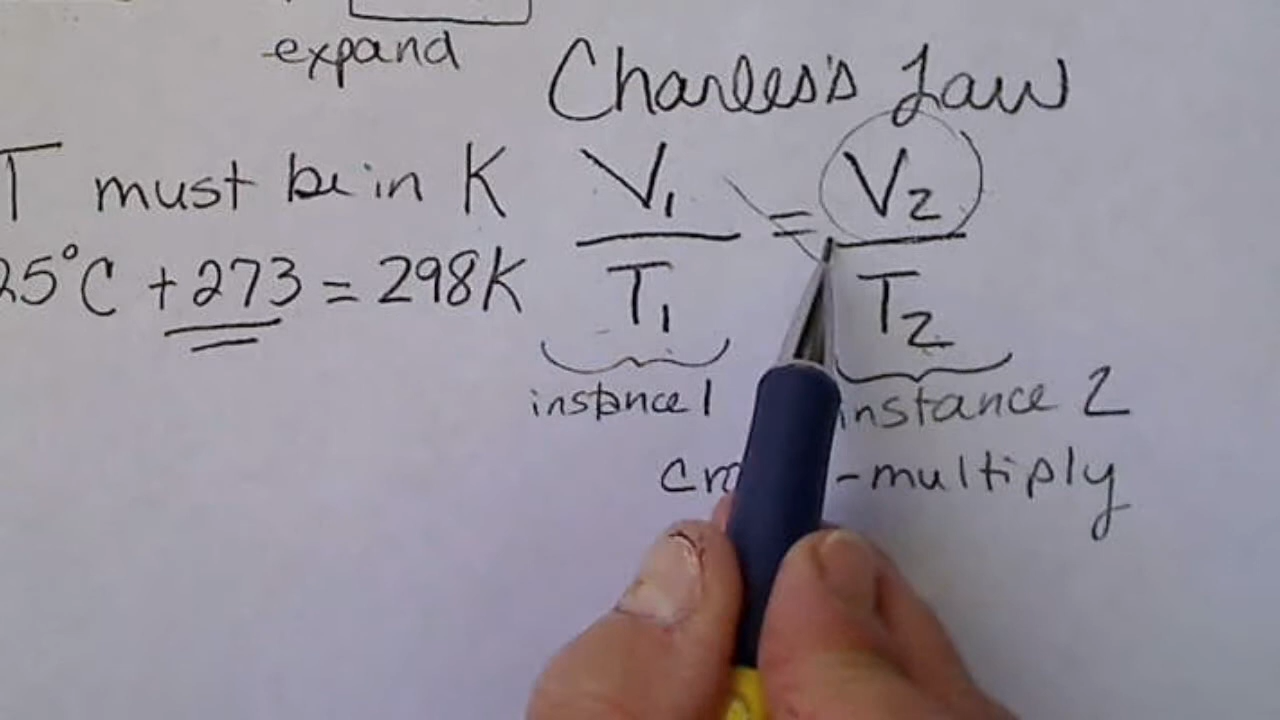 expand
Charles's Law
T must be in K
25°C + 273 = 298K
V₁ = V₂
T₁ T₂
instance 1
instance 2
-multiply